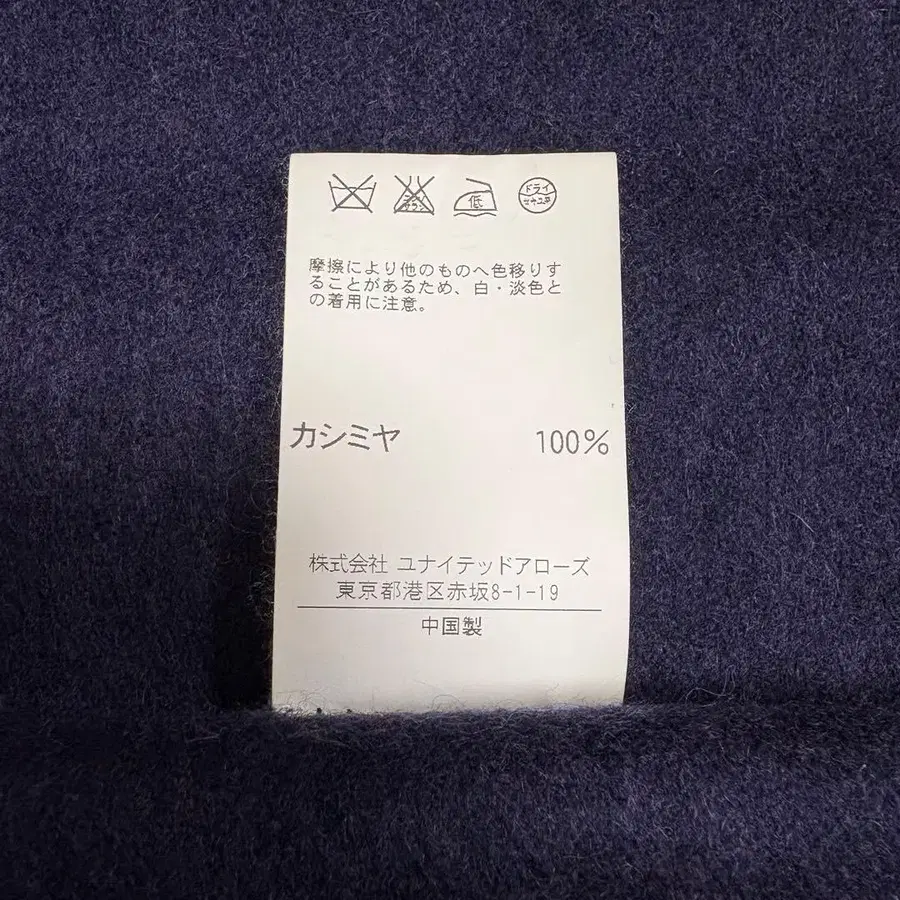 低
ドライ
セキユ系
摩擦により他のものへ色移りす
ることがあるため、白・淡色と
の着用に注意。
カシミヤ 100%
株式会社 ユナイテッドアローズ
東京都港区赤坂8-1-19
中国製